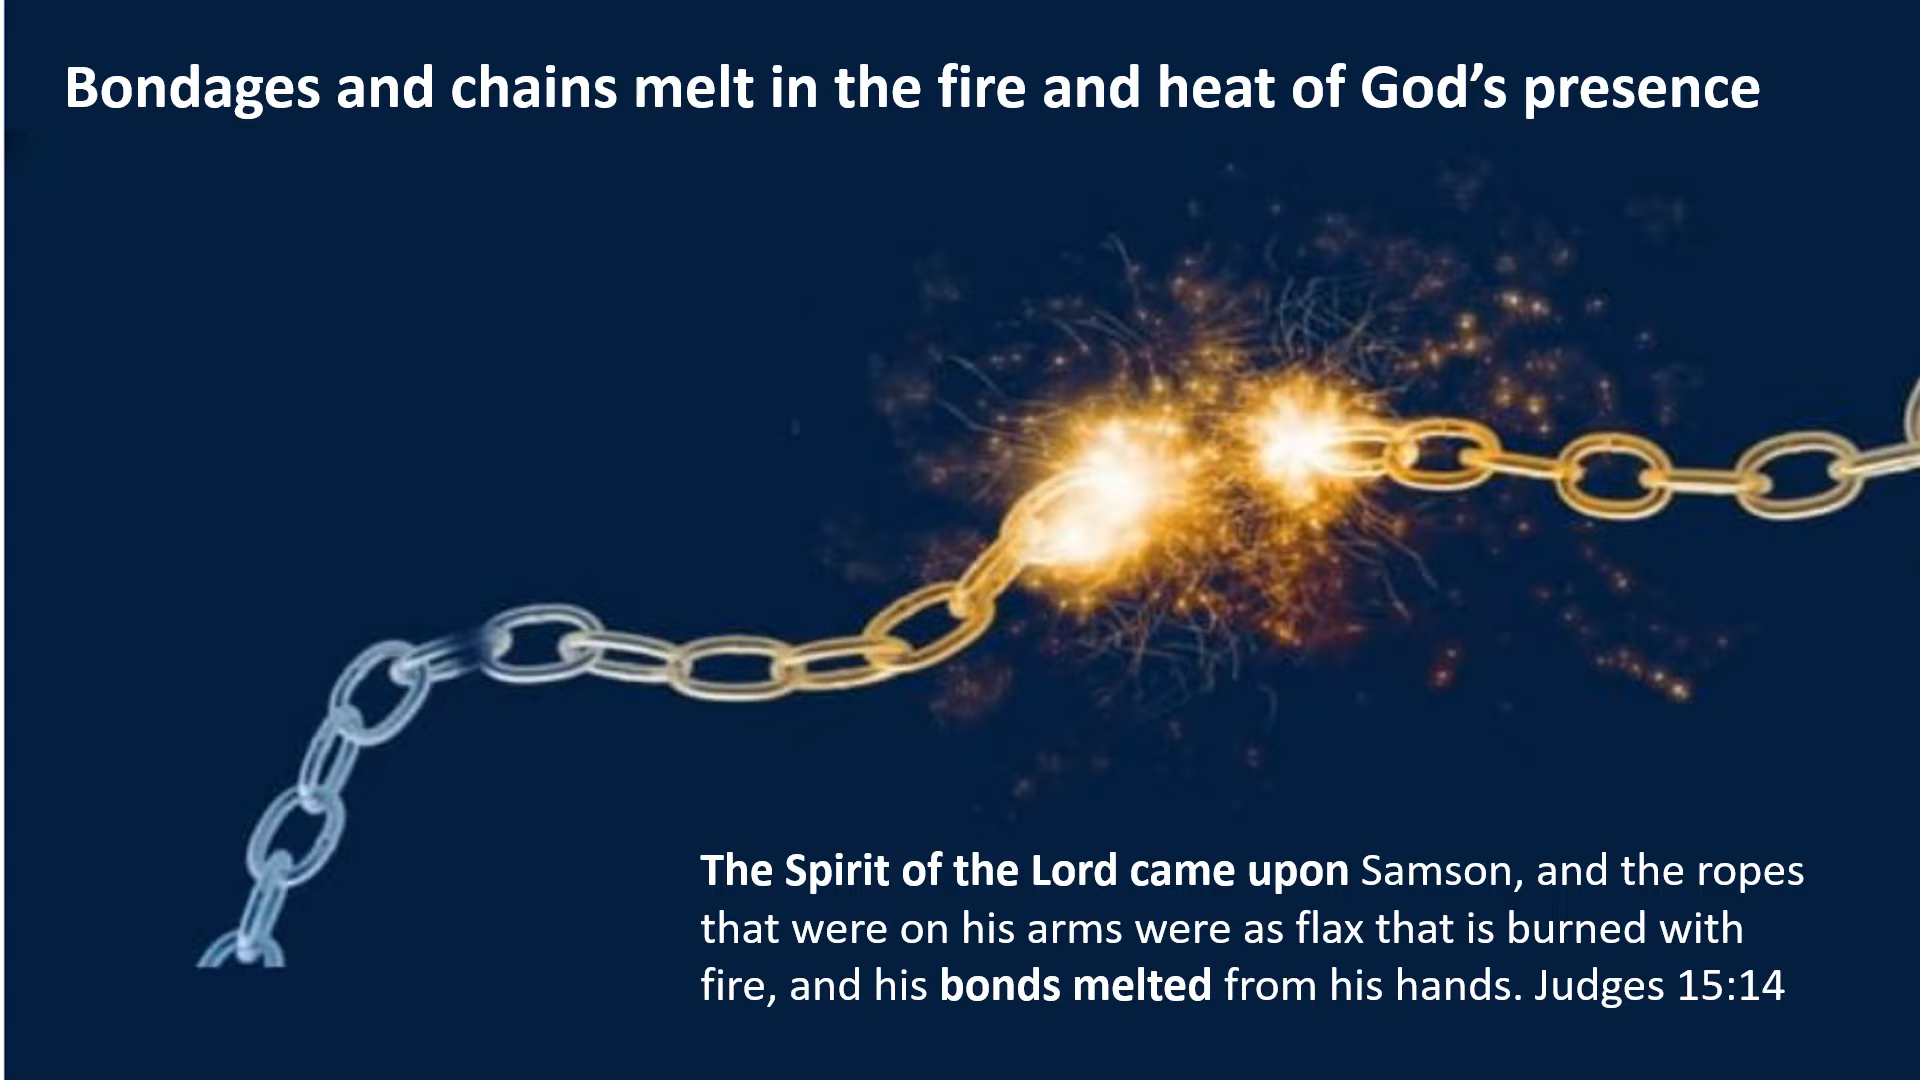 Bondages and chains melt in the fire and heat of God’s presence
The Spirit of the Lord came upon Samson, and the ropes
that were on his arms were as flax that is burned with
fire, and his bonds melted from his hands. Judges 15:14